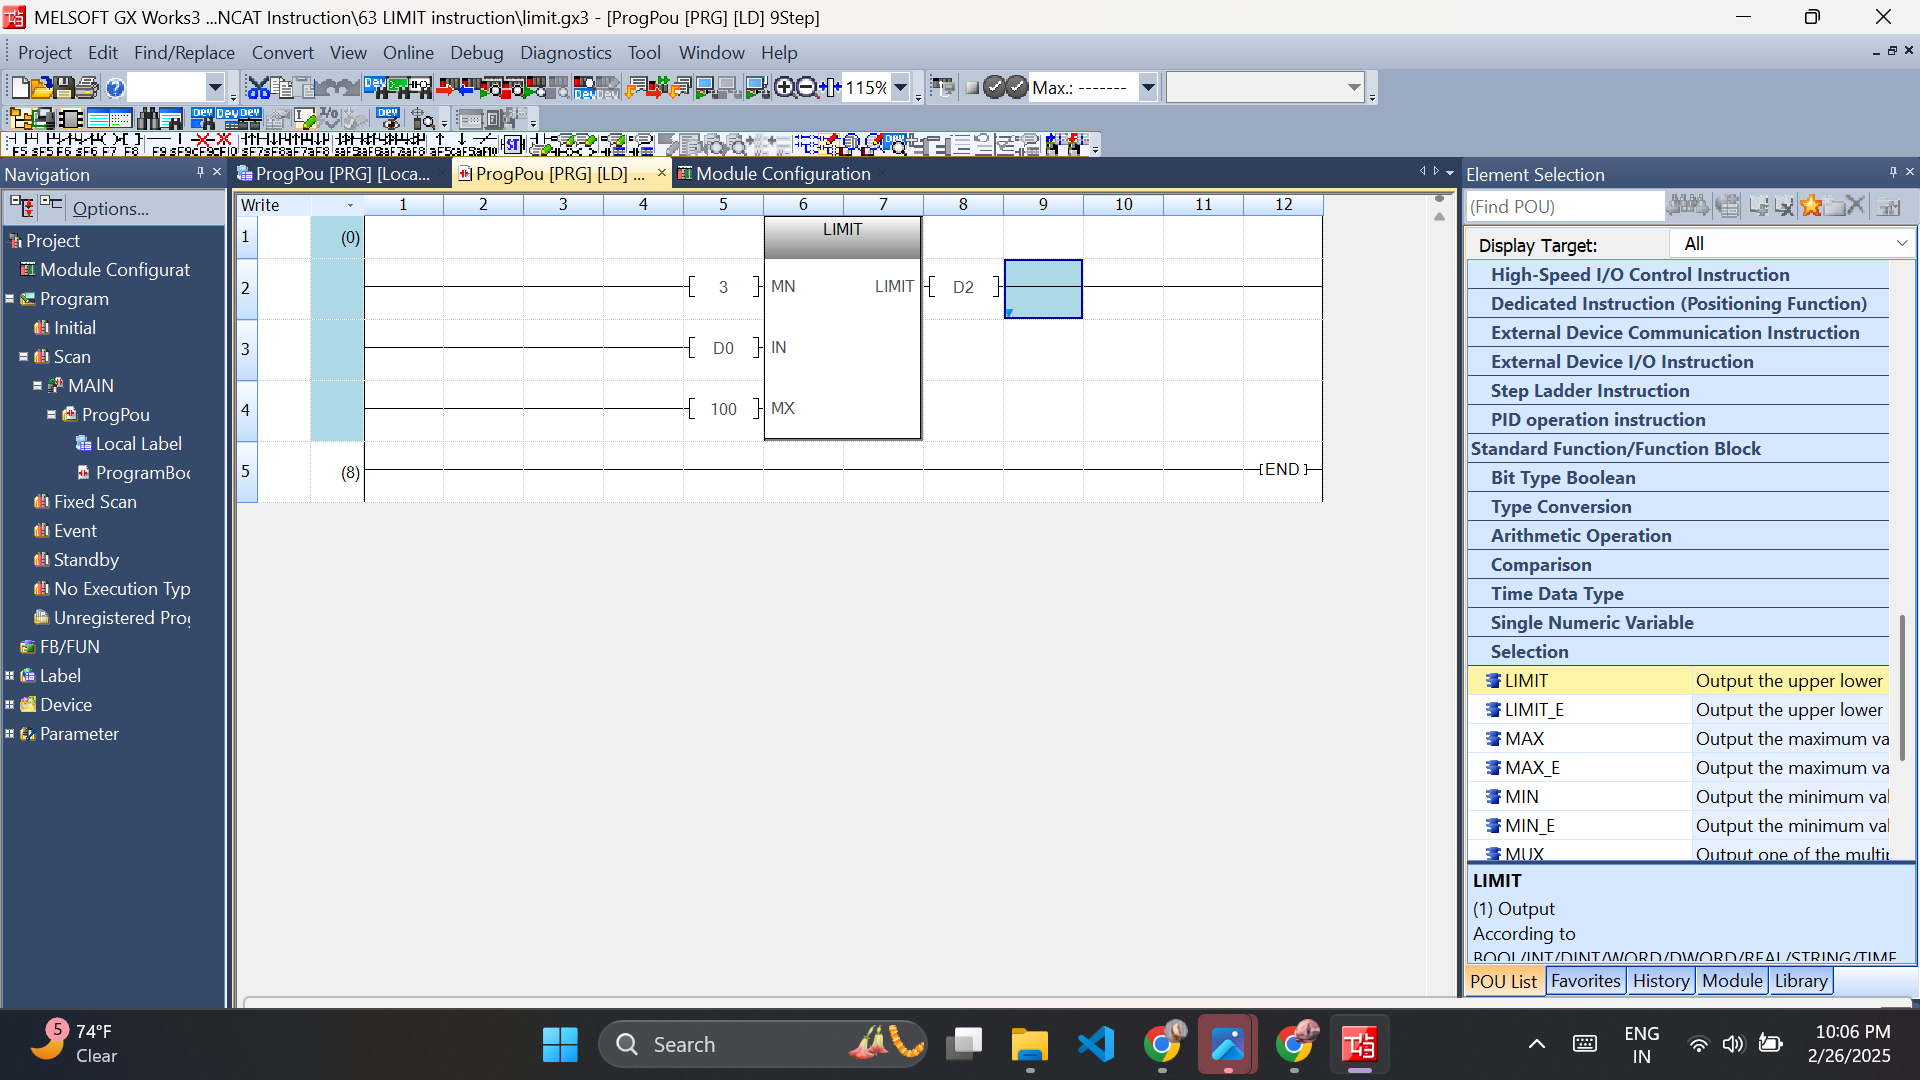 MELSOFT GX Works3 ...NCAT Instruction\63 LIMIT instruction\limit.gx3 - [ProgPou [PRG] [LD] 9Step]
Project Edit Find/Replace Convert View Online Debug Diagnostics Tool Window Help
115% Max.: -------
Navigation
ProgPou [PRG] [Loca...
ProgPou [PRG] [LD] ...
Module Configuration
Element Selection
Options...
Write 1 2 3 4 5 6 7 8 9 10 11 12
(Find POU)
Display Target: All
Project
Module Configurat
Program
Initial
Scan
MAIN
ProgPou
Local Label
ProgramBoc
Fixed Scan
Event
Standby
No Execution Typ
Unregistered Prog
FB/FUN
Label
Device
Parameter
1 (0) LIMIT
2 3 MN LIMIT D2
3 D0 IN
4 100 MX
5 (8) END
High-Speed I/O Control Instruction
Dedicated Instruction (Positioning Function)
External Device Communication Instruction
External Device I/O Instruction
Step Ladder Instruction
PID operation instruction
Standard Function/Function Block
Bit Type Boolean
Type Conversion
Arithmetic Operation
Comparison
Time Data Type
Single Numeric Variable
Selection
LIMIT Output the upper lower
LIMIT_E Output the upper lower
MAX Output the maximum va
MAX_E Output the maximum va
MIN Output the minimum val
MIN_E Output the minimum val
MUX Output one of the multip
LIMIT
(1) Output
According to
BOOL/INT/DINT/WORD/DWORD/REAL/STRING/TIME
POU List Favorites History Module Library
5 74°F
Clear
Search
ENG
IN
10:06 PM
2/26/2025